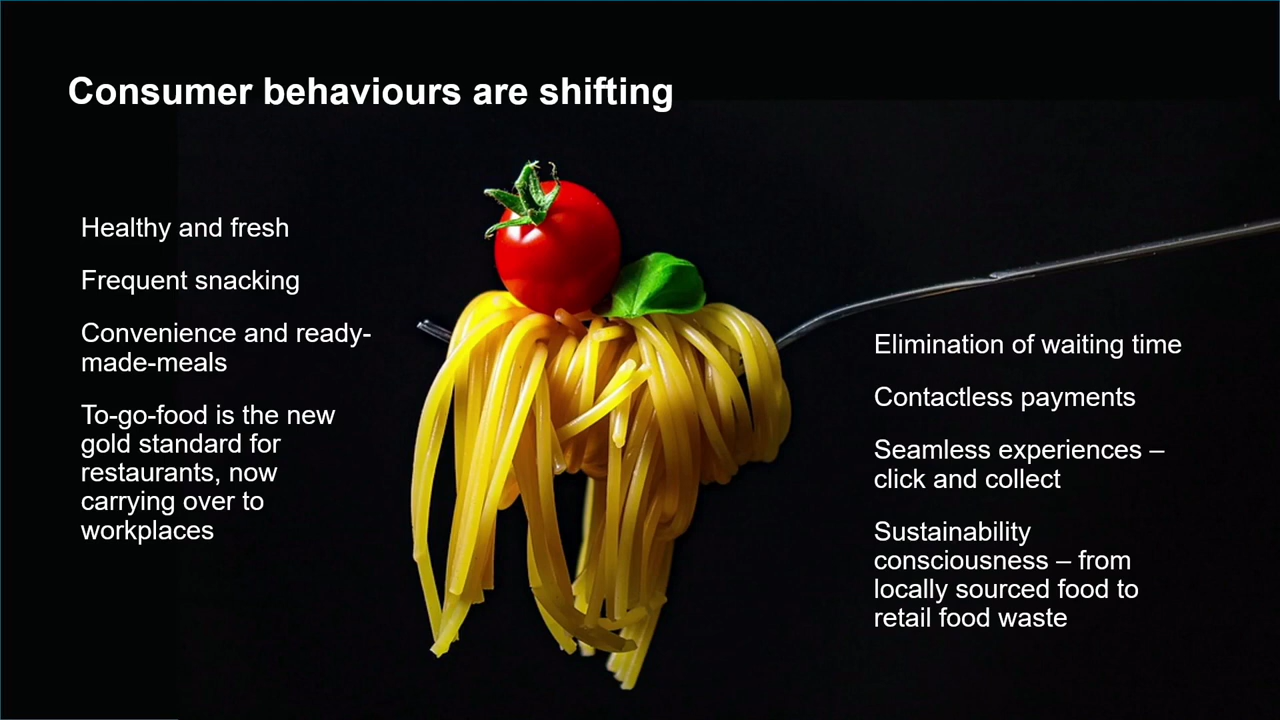 Consumer behaviours are shifting
Healthy and fresh
Frequent snacking
Convenience and ready-
made-meals
To-go-food is the new
gold standard for
restaurants, now
carrying over to
workplaces
Elimination of waiting time
Contactless payments
Seamless experiences –
click and collect
Sustainability
consciousness – from
locally sourced food to
retail food waste